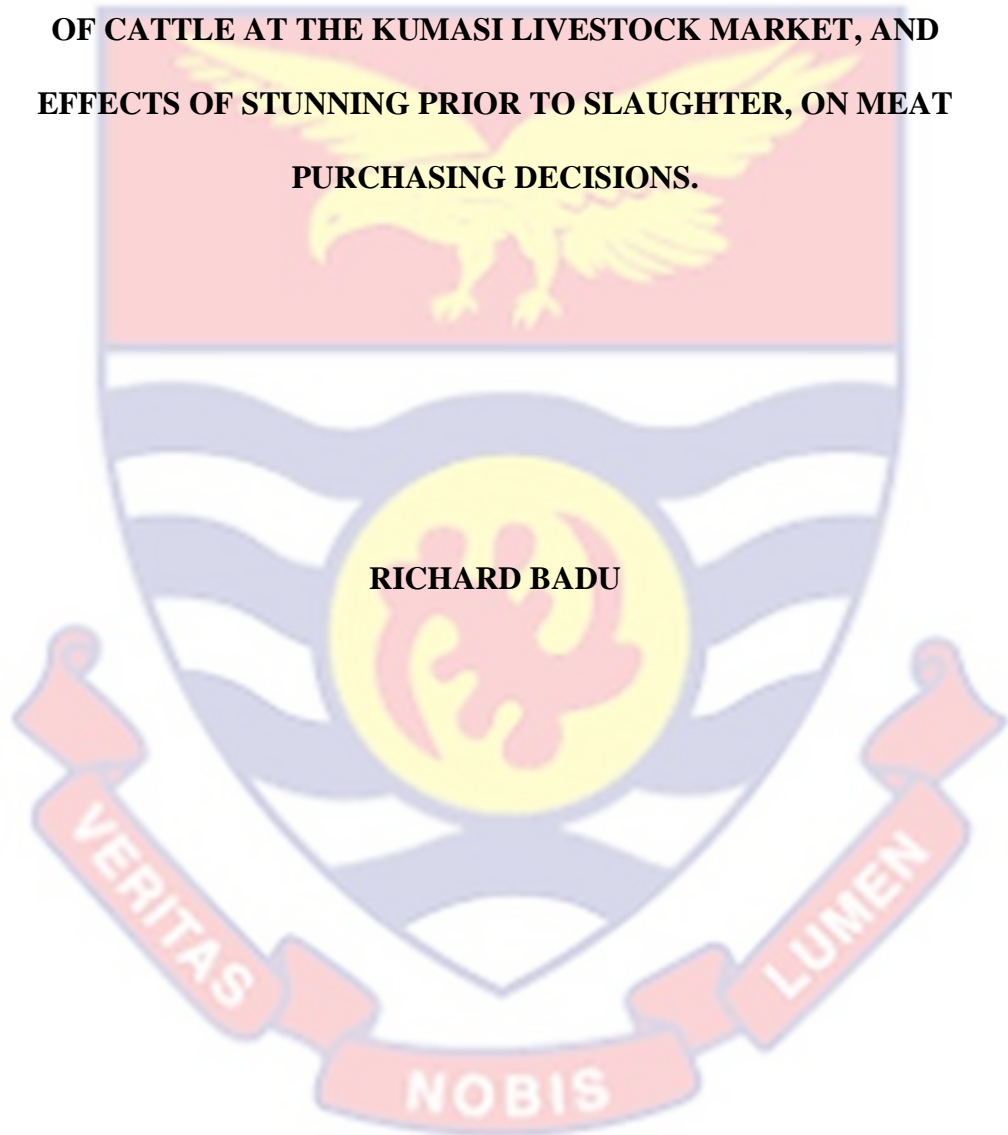 OF CATTLE AT THE KUMASI LIVESTOCK MARKET, AND
EFFECTS OF STUNNING PRIOR TO SLAUGHTER, ON MEAT
PURCHASING DECISIONS.
RICHARD BADU
VERITAS
NOBIS
LUMEN